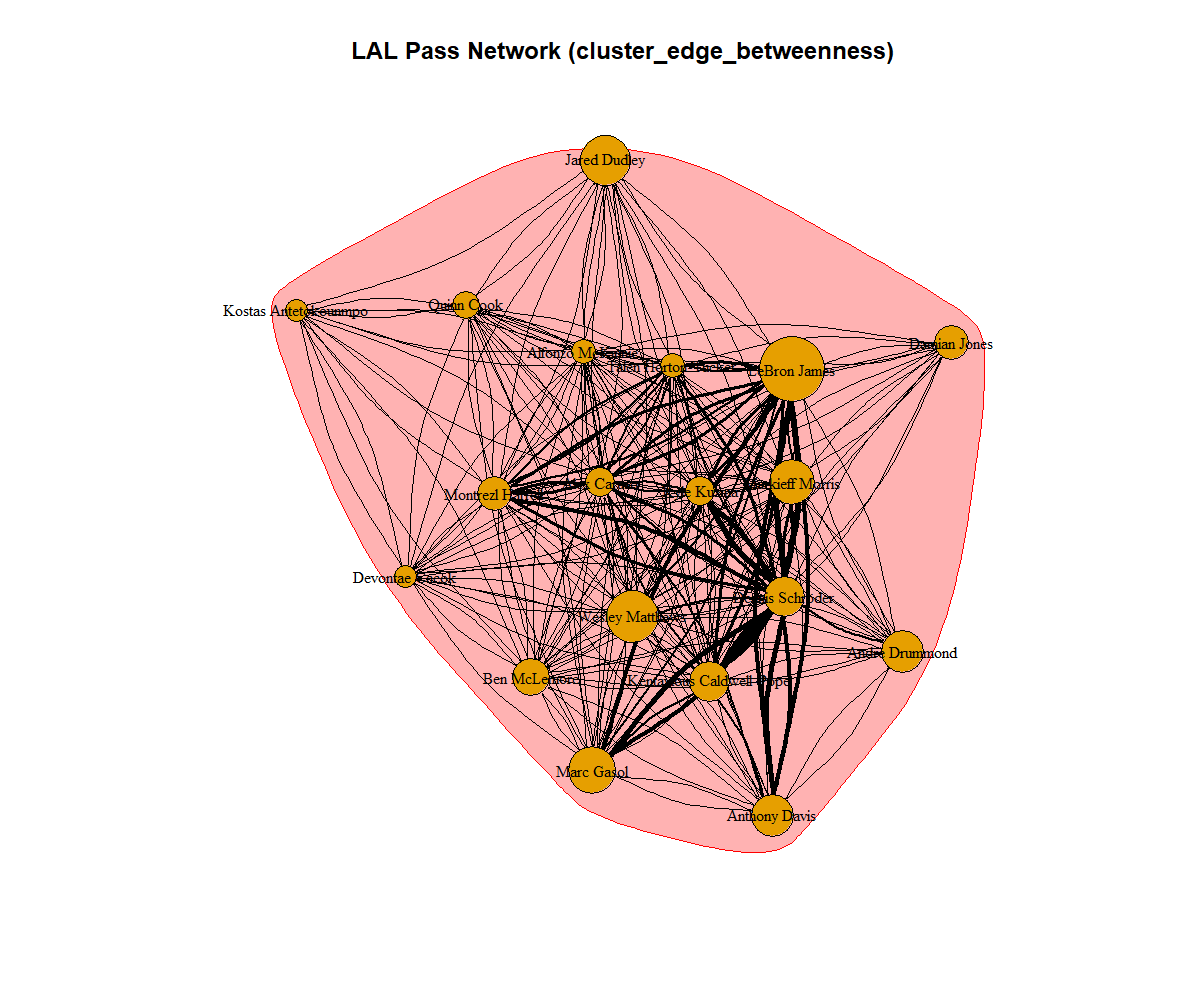 LAL Pass Network (cluster_edge_betweenness)
Jared Dudley
Kostas Antetokounmpo
Quinn Cook
Damian Jones
Alfonzo McKinnie
Talen Horton-Tucker
LeBron James
Montrezl Harrell
Alex Caruso
Kyle Kuzma
Markieff Morris
Devontae Cacok
Dennis Schroder
Wesley Matthews
Andre Drummond
Ben McLemore
Kentavious Caldwell-Pope
Marc Gasol
Anthony Davis